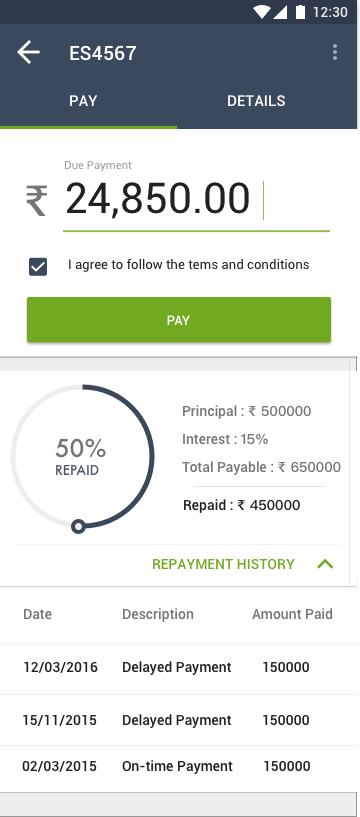 12:30
ES4567
PAY DETAILS
Due Payment
₹ 24,850.00
I agree to follow the tems and conditions
PAY
50%
REPAID
Principal : ₹ 500000
Interest : 15%
Total Payable : ₹ 650000
Repaid : ₹ 450000
REPAYMENT HISTORY
Date Description Amount Paid
12/03/2016 Delayed Payment 150000
15/11/2015 Delayed Payment 150000
02/03/2015 On-time Payment 150000